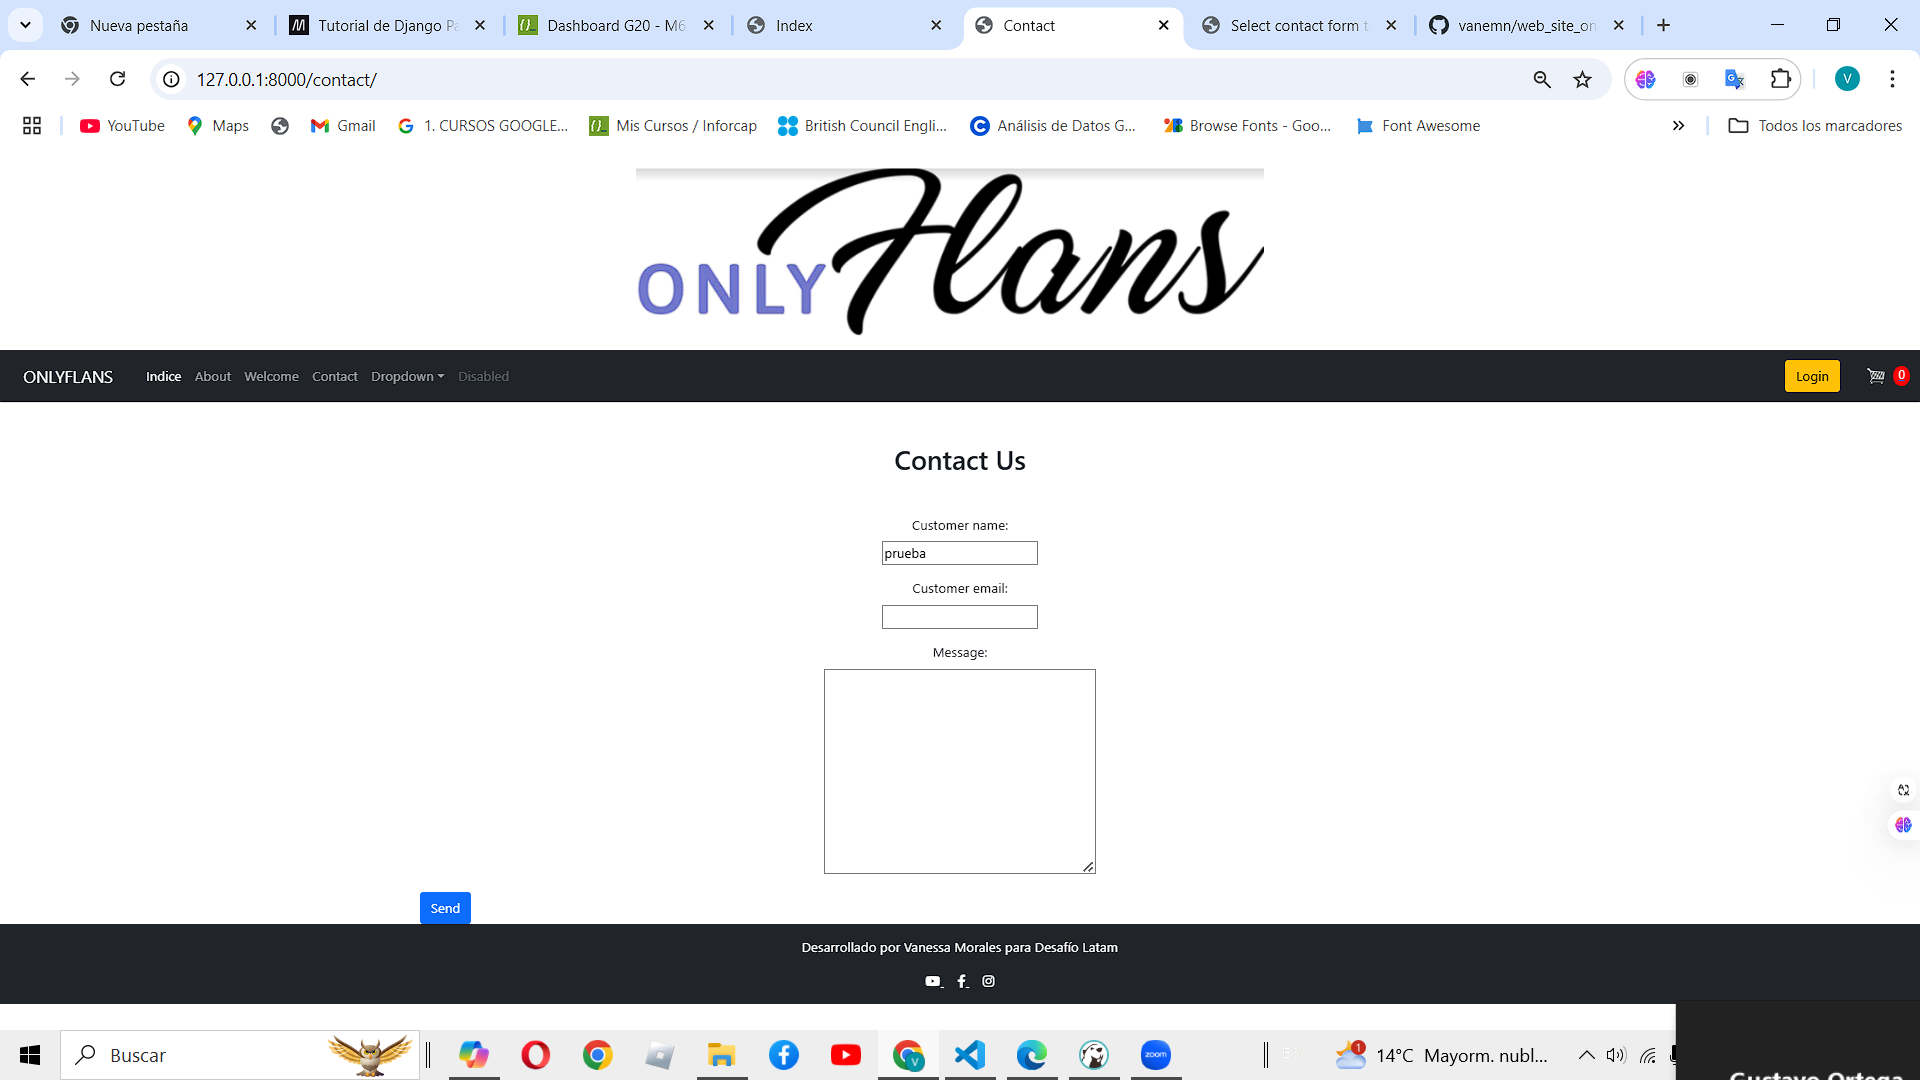 Nueva pestaña
Tutorial de Django Pa
Dashboard G20 - M6
Index
Contact
Select contact form t
vanemn/web_site_on
127.0.0.1:8000/contact/
V
YouTube
Maps
Gmail
1. CURSOS GOOGLE...
Mis Cursos / Inforcap
British Council Engli...
Análisis de Datos G...
Browse Fonts - Goo...
Font Awesome
»
Todos los marcadores
ONLY Flans
ONLYFLANS
Indice
About
Welcome
Contact
Dropdown
Disabled
Login
0
Contact Us
Customer name:
prueba
Customer email:
Message:
Send
Desarrollado por Vanessa Morales para Desafío Latam
Buscar
zoom
1
14°C Mayorm. nubl...
Gustavo Ortega